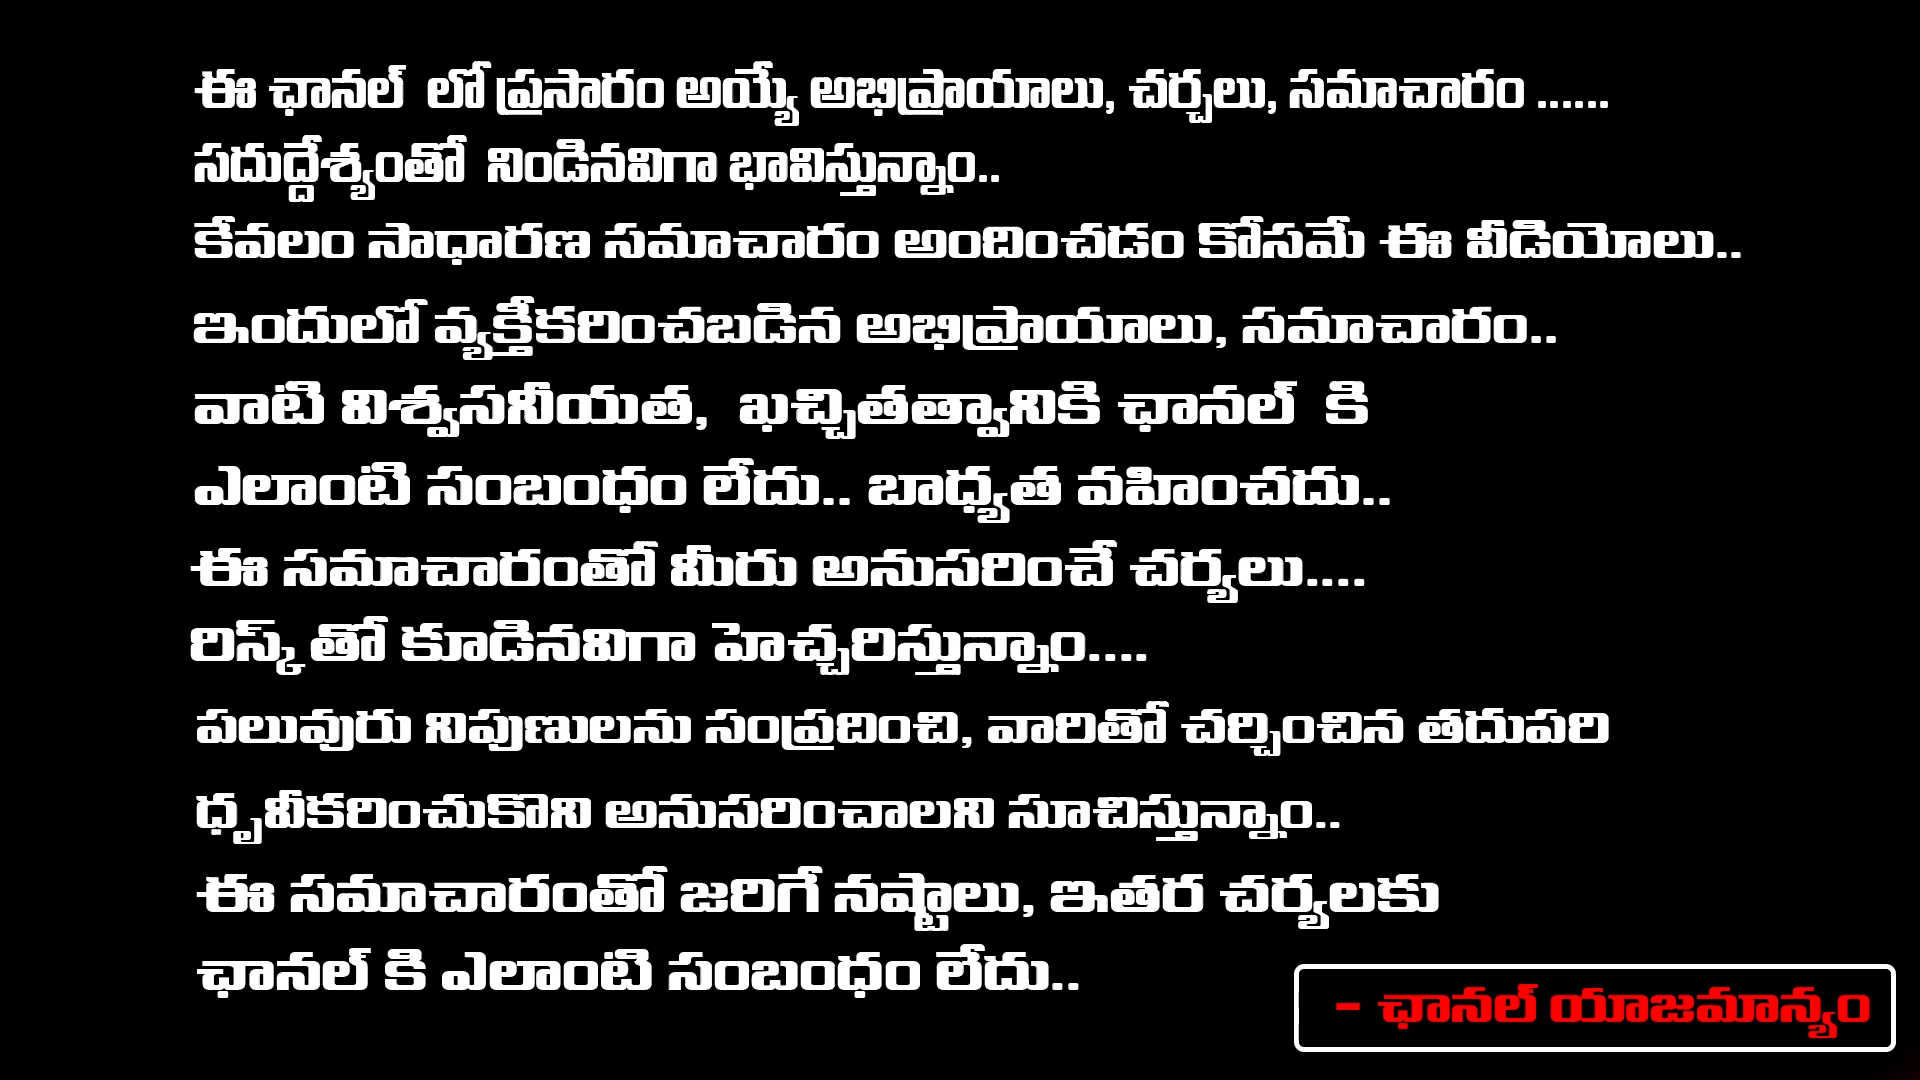 ఈ ఛానల్ లో ప్రసారం అయ్యే అభిప్రాయాలు, చర్చలు, సమాచారం ......
సదుద్దేశ్యంతో నిండినవిగా భావిస్తున్నాం..
కేవలం సాధారణ సమాచారం అందించడం కోసమే ఈ వీడియోలు..
ఇందులో వ్యక్తీకరించబడిన అభిప్రాయాలు, సమాచారం..
వాటి విశ్వసనీయత, ఖచ్చితత్వానికి ఛానల్ కి
ఎలాంటి సంబంధం లేదు.. బాధ్యత వహించదు..
ఈ సమాచారంతో మీరు అనుసరించే చర్యలు....
రిస్క్ తో కూడినవిగా హెచ్చరిస్తున్నాం....
పలువురు నిపుణులను సంప్రదించి, వారితో చర్చించిన తదుపరి
ధృవీకరించుకొని అనుసరించాలని సూచిస్తున్నాం..
ఈ సమాచారంతో జరిగే నష్టాలు, ఇతర చర్యలకు
ఛానల్ కి ఎలాంటి సంబంధం లేదు..
- ఛానల్ యాజమాన్యం